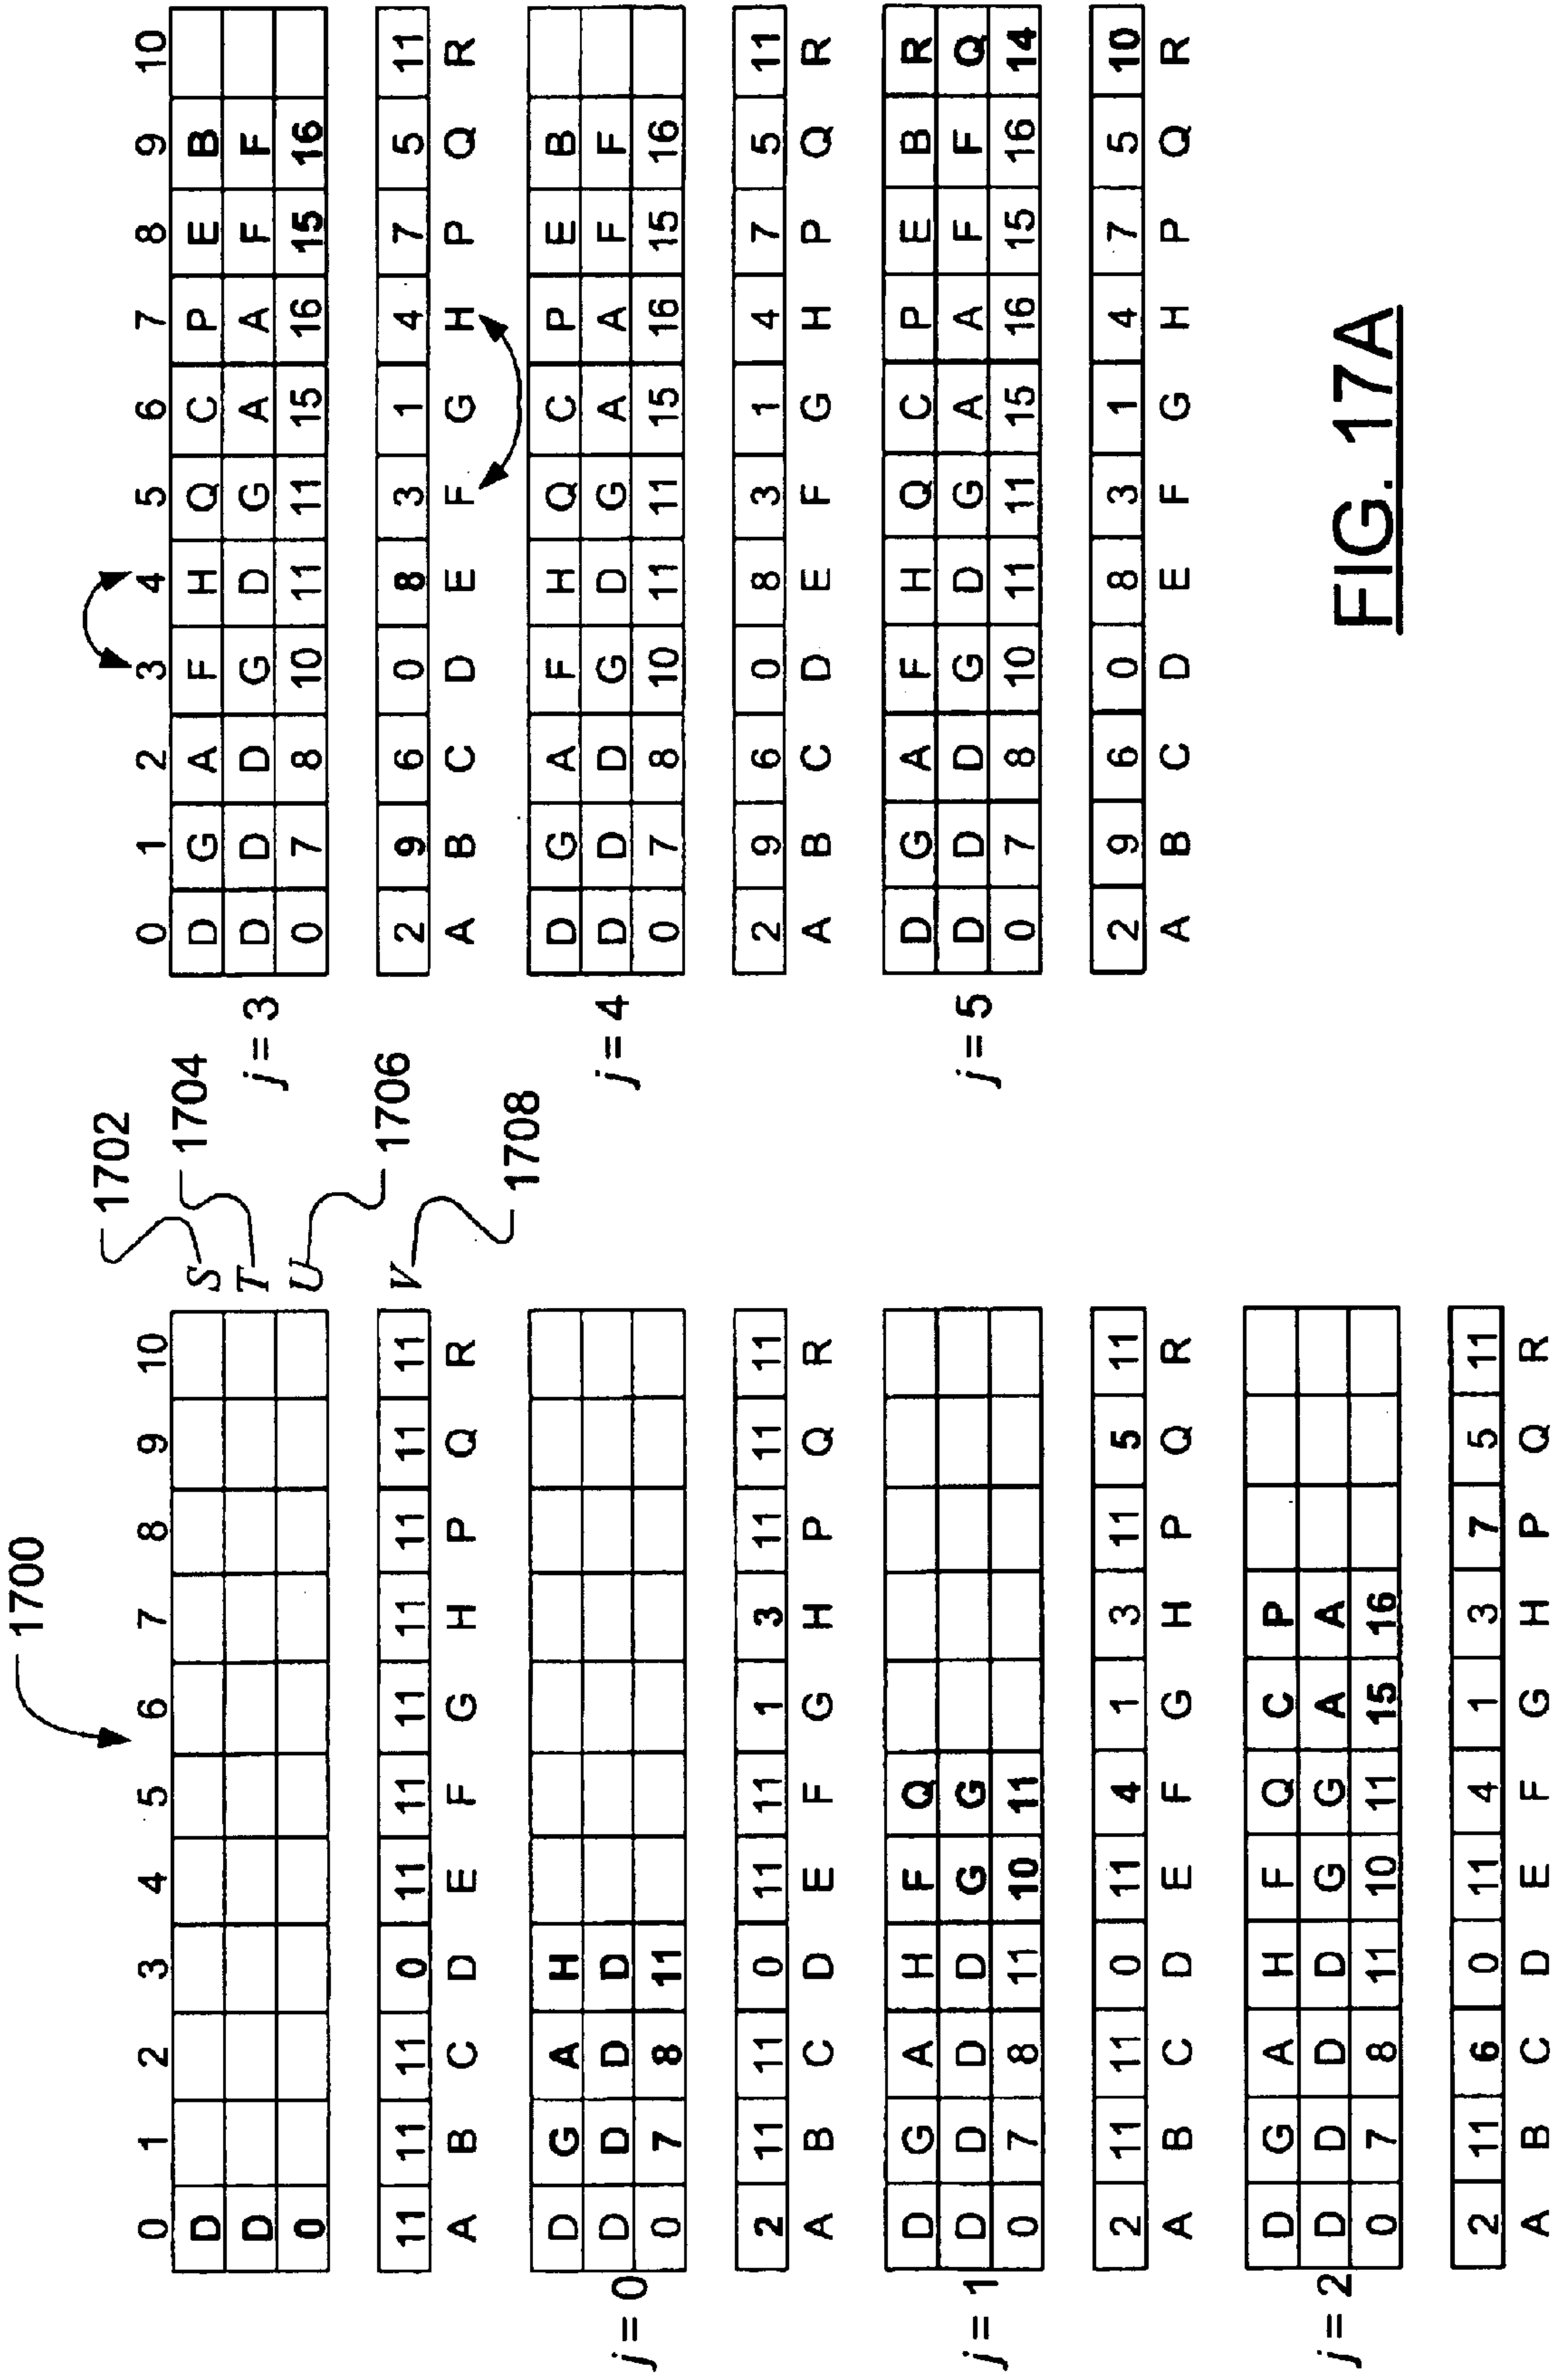 1700
0 1 2 3 4 5 6 7 8 9 10
D S 1702
D T 1704
0 U 1706
11 11 11 0 11 11 11 11 11 11 11 V 1708
A B C D E F G H P Q R
j = 0
D G A H
D D D D
0 7 8 11
2 11 11 0 11 11 1 3 11 11 11
A B C D E F G H P Q R
j = 1
D G A H F Q
D D D D G G
0 7 8 11 10 11
2 11 11 0 11 4 1 3 11 5 11
A B C D E F G H P Q R
j = 2
D G A H F Q C P
D D D D G G A A
0 7 8 11 10 11 15 16
2 11 6 0 11 4 1 3 7 5 11
A B C D E F G H P Q R
0 1 2 3 4 5 6 7 8 9 10
j = 3
D G A F H Q C P E B
D D D G D G A A F F
0 7 8 10 11 11 15 16 15 16
2 9 6 0 8 3 1 4 7 5 11
A B C D E F G H P Q R
j = 4
D G A F H Q C P E B
D D D G D G A A F F
0 7 8 10 11 11 15 16 15 16
2 9 6 0 8 3 1 4 7 5 11
A B C D E F G H P Q R
j = 5
D G A F H Q C P E B R
D D D G D G A A F F Q
0 7 8 10 11 11 15 16 15 16 14
2 9 6 0 8 3 1 4 7 5 10
A B C D E F G H P Q R
FIG. 17A